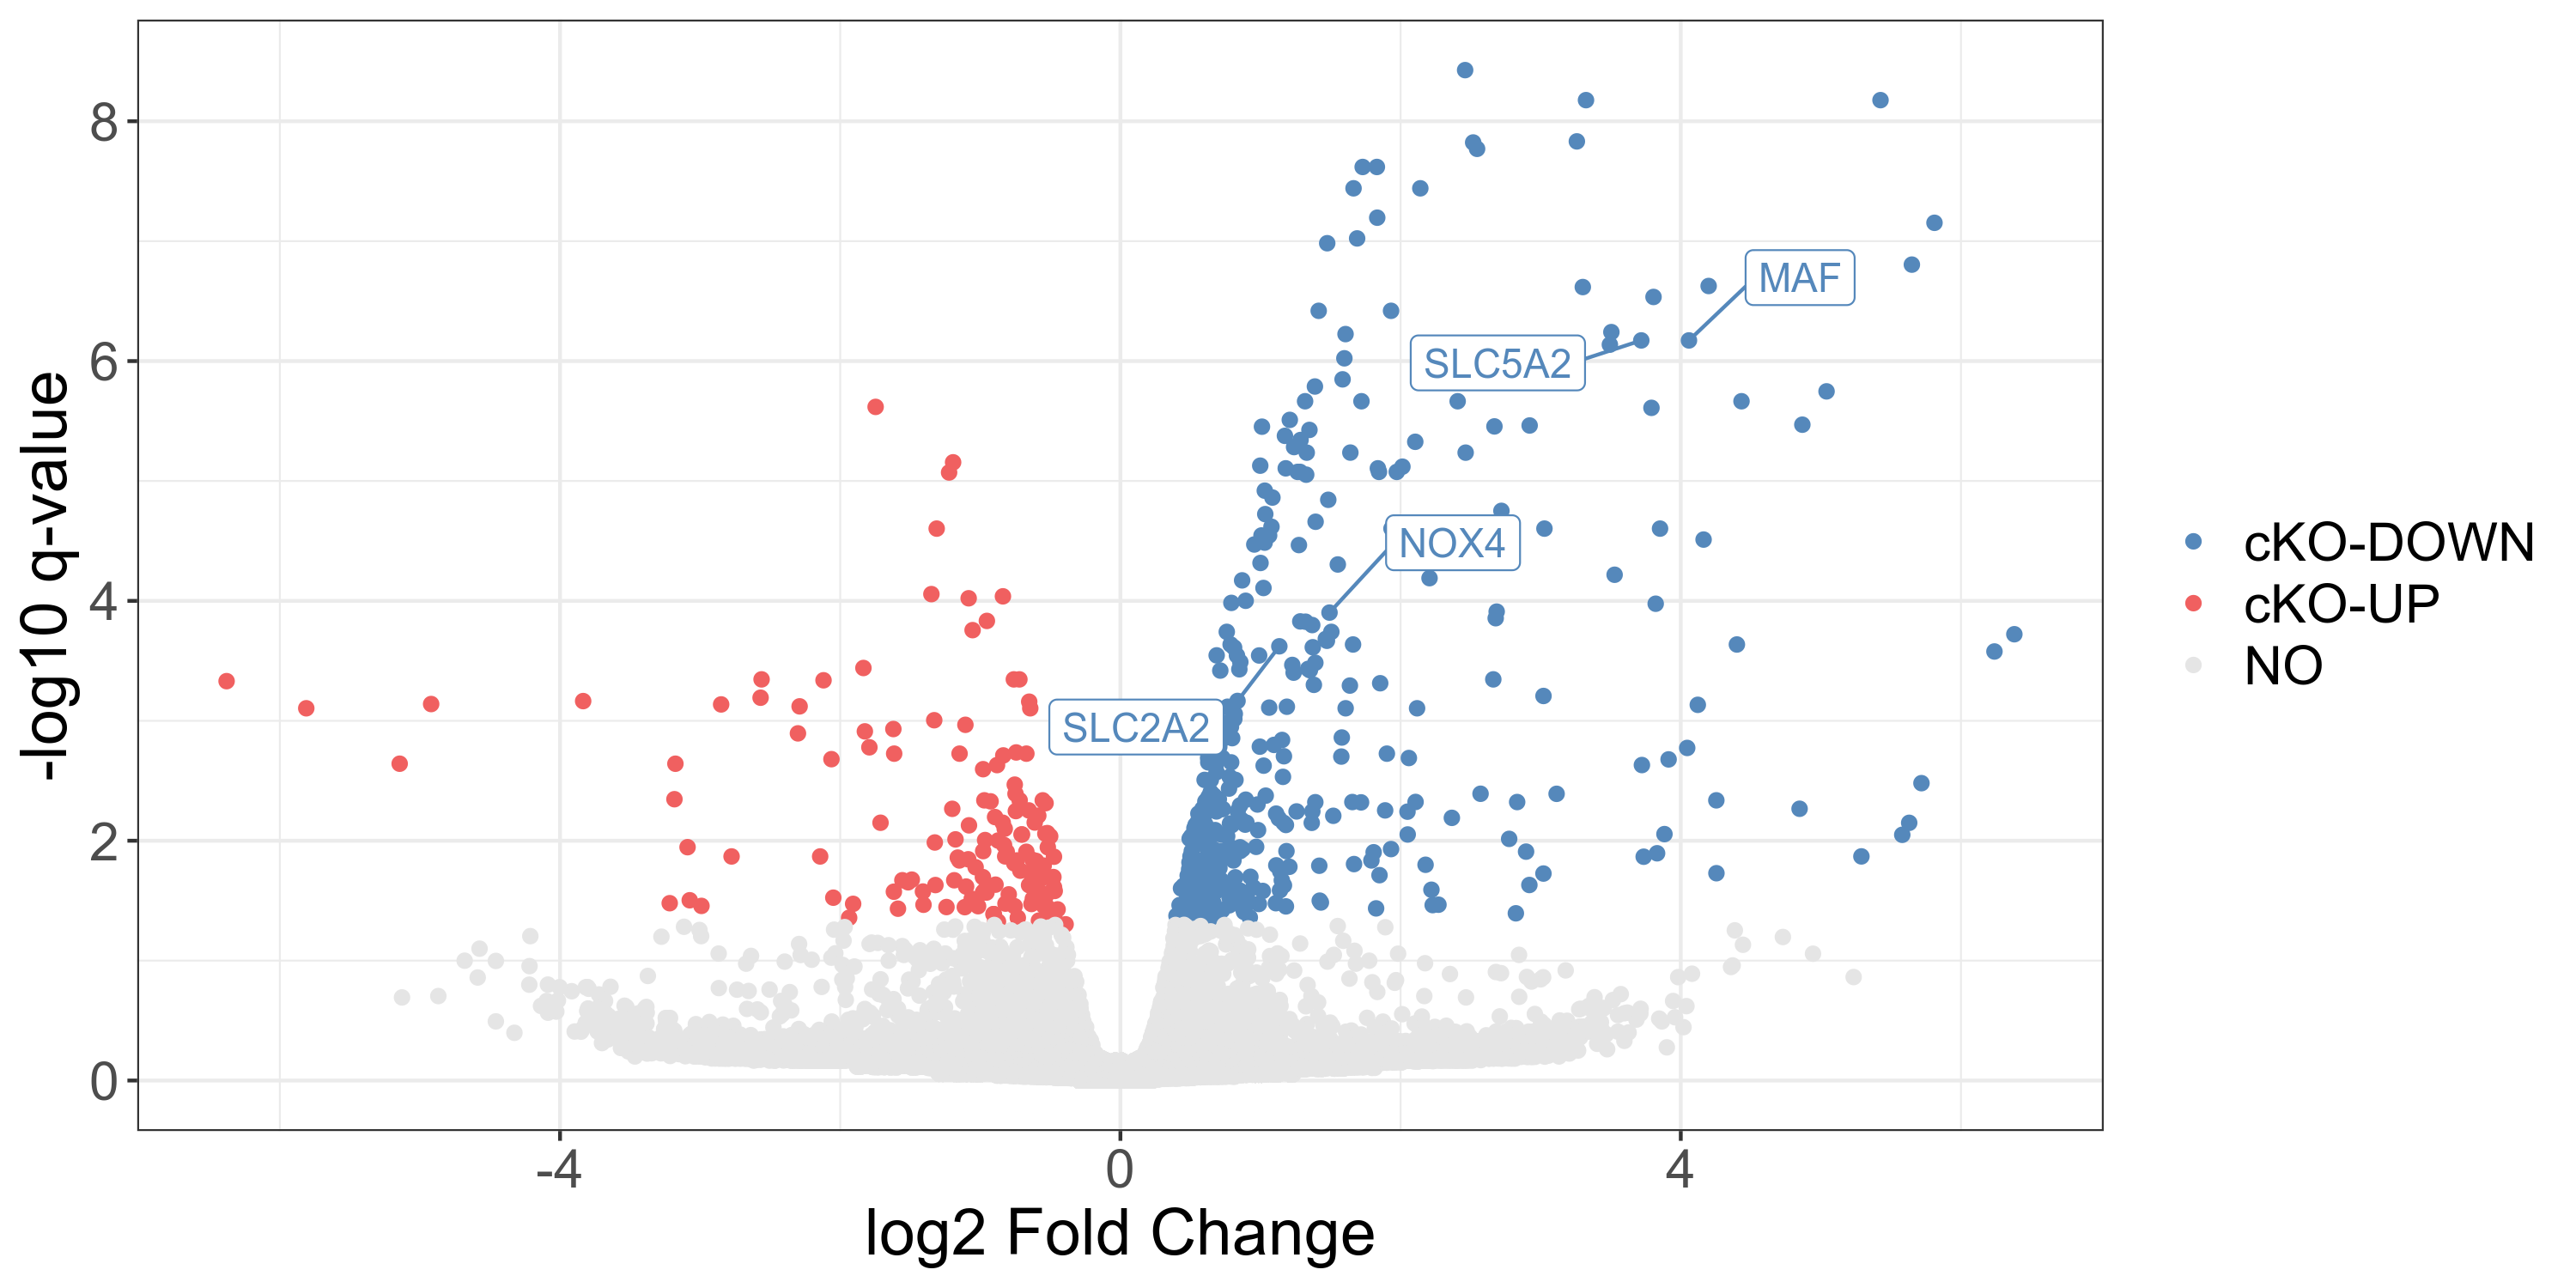 8
6
4
2
0
-4
0
4
-log10 q-value
log2 Fold Change
MAF
SLC5A2
NOX4
SLC2A2
cKO-DOWN
cKO-UP
NO